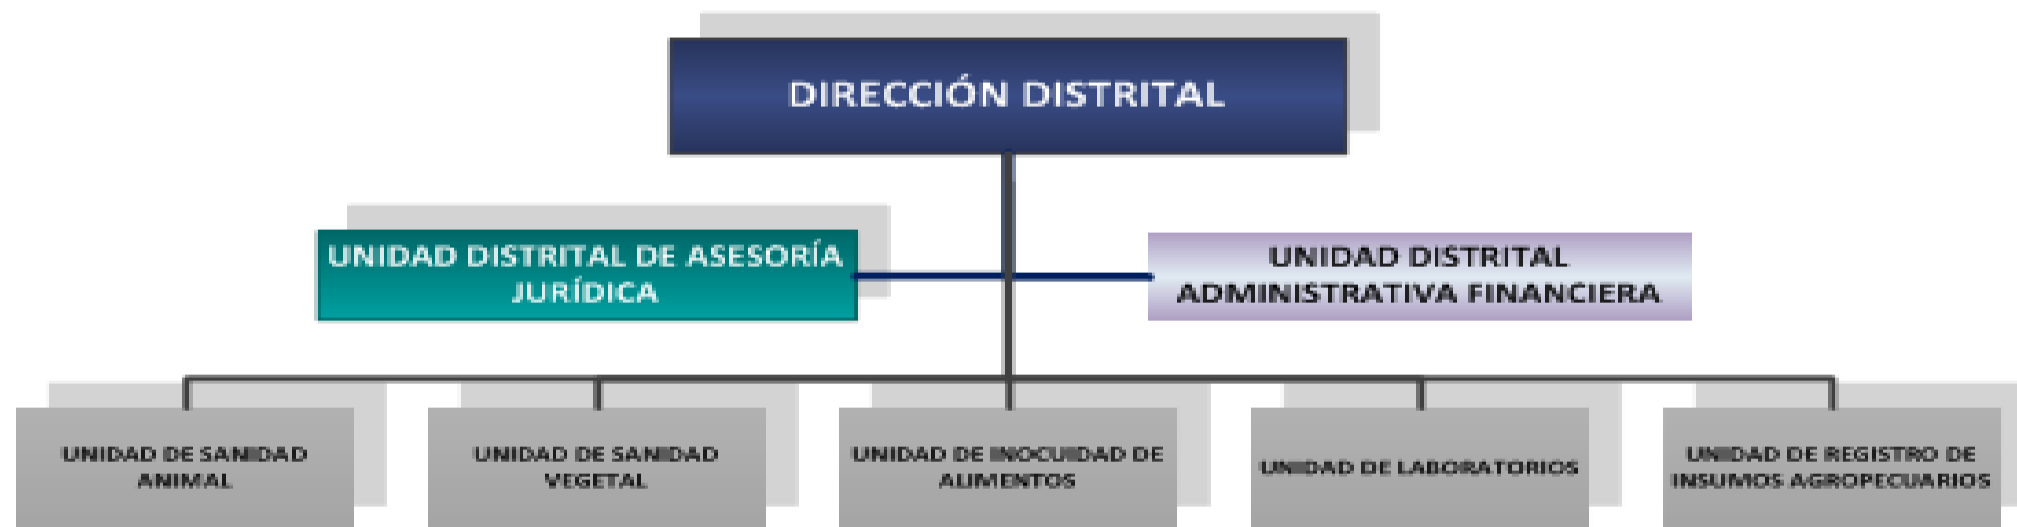 DIRECCIÓN DISTRITAL
UNIDAD DISTRITAL DE ASESORÍA
JURÍDICA
UNIDAD DISTRITAL
ADMINISTRATIVA FINANCIERA
UNIDAD DE SANIDAD
ANIMAL
UNIDAD DE SANIDAD
VEGETAL
UNIDAD DE INOCUIDAD DE
ALIMENTOS
UNIDAD DE LABORATORIOS
UNIDAD DE REGISTRO DE
INSUMOS AGROPECUARIOS